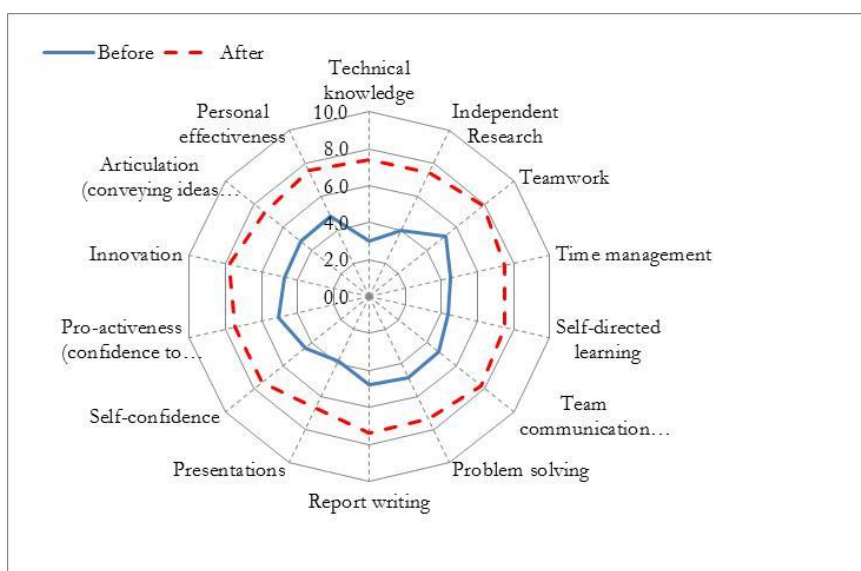 Before After
Technical
knowledge
Independent
Research
Teamwork
Time management
Self-directed
learning
Team
communication…
Problem solving
Report writing
Presentations
Self-confidence
Pro-activeness
(confidence to…
Innovation
Articulation
(conveying ideas…
Personal
effectiveness
10.0
8.0
6.0
4.0
2.0
0.0